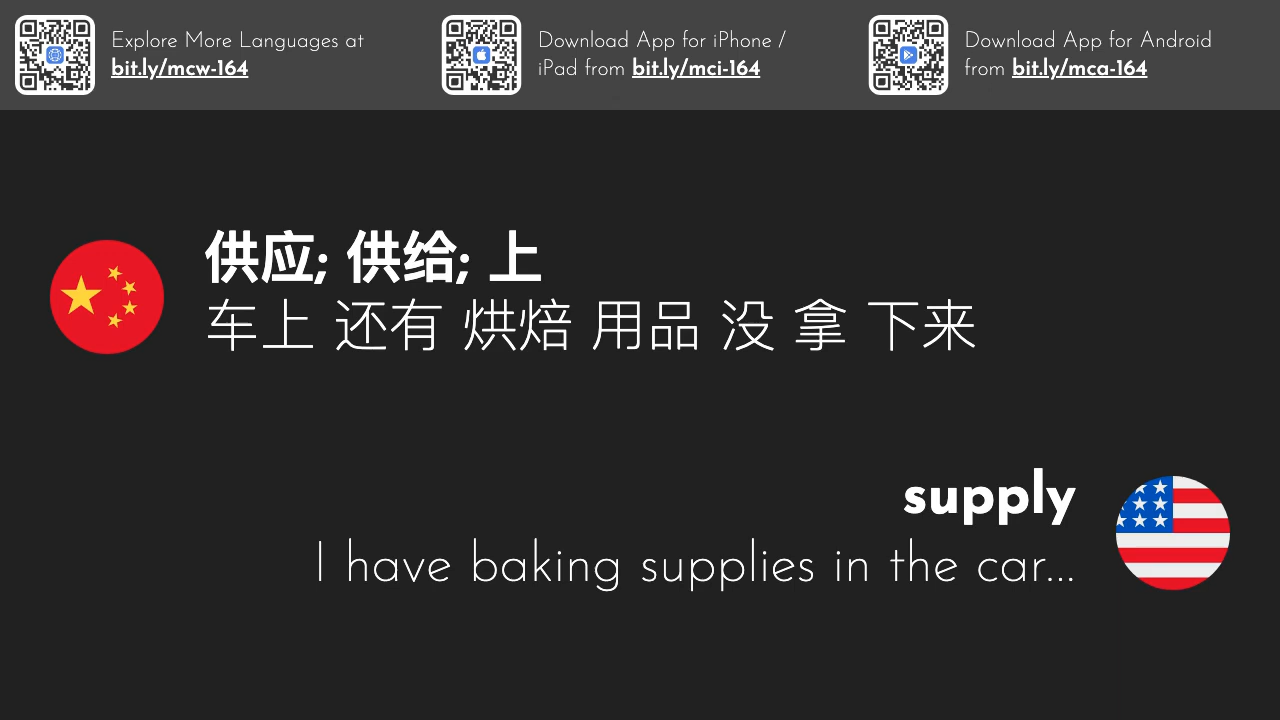 Explore More Languages at
bit.ly/mcw-164
Download App for iPhone /
iPad from bit.ly/mci-164
Download App for Android
from bit.ly/mca-164
供应; 供给; 上
车上 还有 烘焙 用品 没 拿 下来
supply
I have baking supplies in the car...